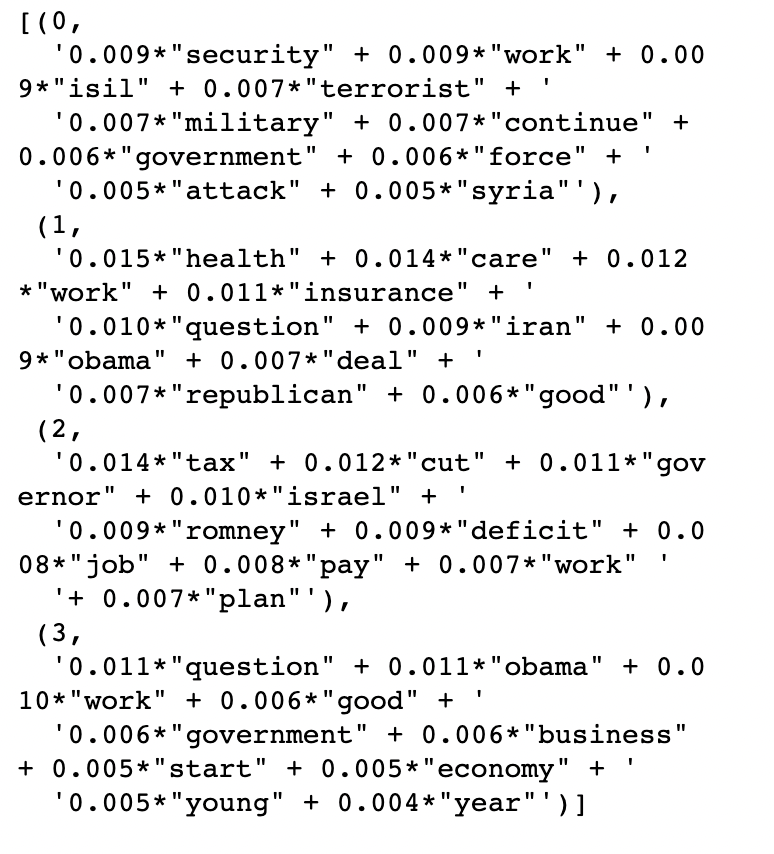 [(0,
'0.009*"security" + 0.009*"work" + 0.00
9*"isil" + 0.007*"terrorist" + '
'0.007*"military" + 0.007*"continue" +
0.006*"government" + 0.006*"force" + '
'0.005*"attack" + 0.005*"syria"'),
(1,
'0.015*"health" + 0.014*"care" + 0.012
*"work" + 0.011*"insurance" + '
'0.010*"question" + 0.009*"iran" + 0.00
9*"obama" + 0.007*"deal" + '
'0.007*"republican" + 0.006*"good"'),
(2,
'0.014*"tax" + 0.012*"cut" + 0.011*"gov
ernor" + 0.010*"israel" + '
'0.009*"romney" + 0.009*"deficit" + 0.0
08*"job" + 0.008*"pay" + 0.007*"work" '
'+ 0.007*"plan"'),
(3,
'0.011*"question" + 0.011*"obama" + 0.0
10*"work" + 0.006*"good" + '
'0.006*"government" + 0.006*"business"
+ 0.005*"start" + 0.005*"economy" + '
'0.005*"young" + 0.004*"year"')]